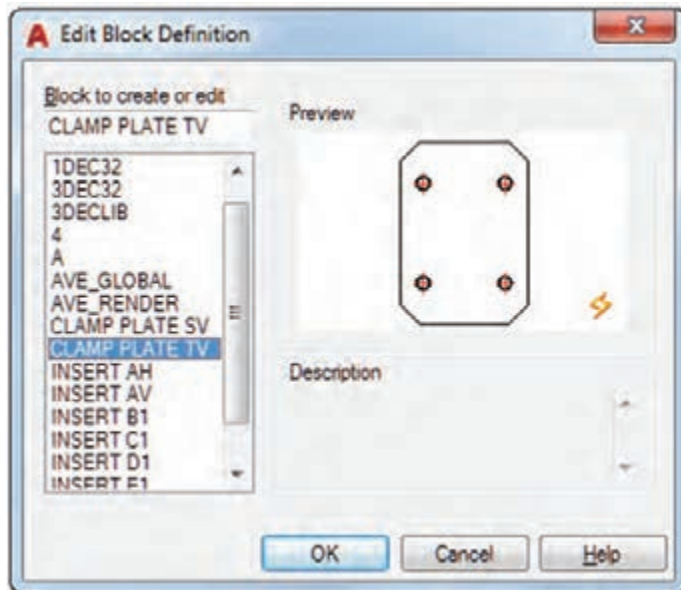 Edit Block Definition
Block to create or edit
CLAMP PLATE TV
1DEC32
3DEC32
3DECLIB
4
A
AVE_GLOBAL
AVE_RENDER
CLAMP PLATE SV
CLAMP PLATE TV
INSERT AH
INSERT AV
INSERT B1
INSERT C1
INSERT D1
INSERT E1
Preview
Description
OK
Cancel
Help